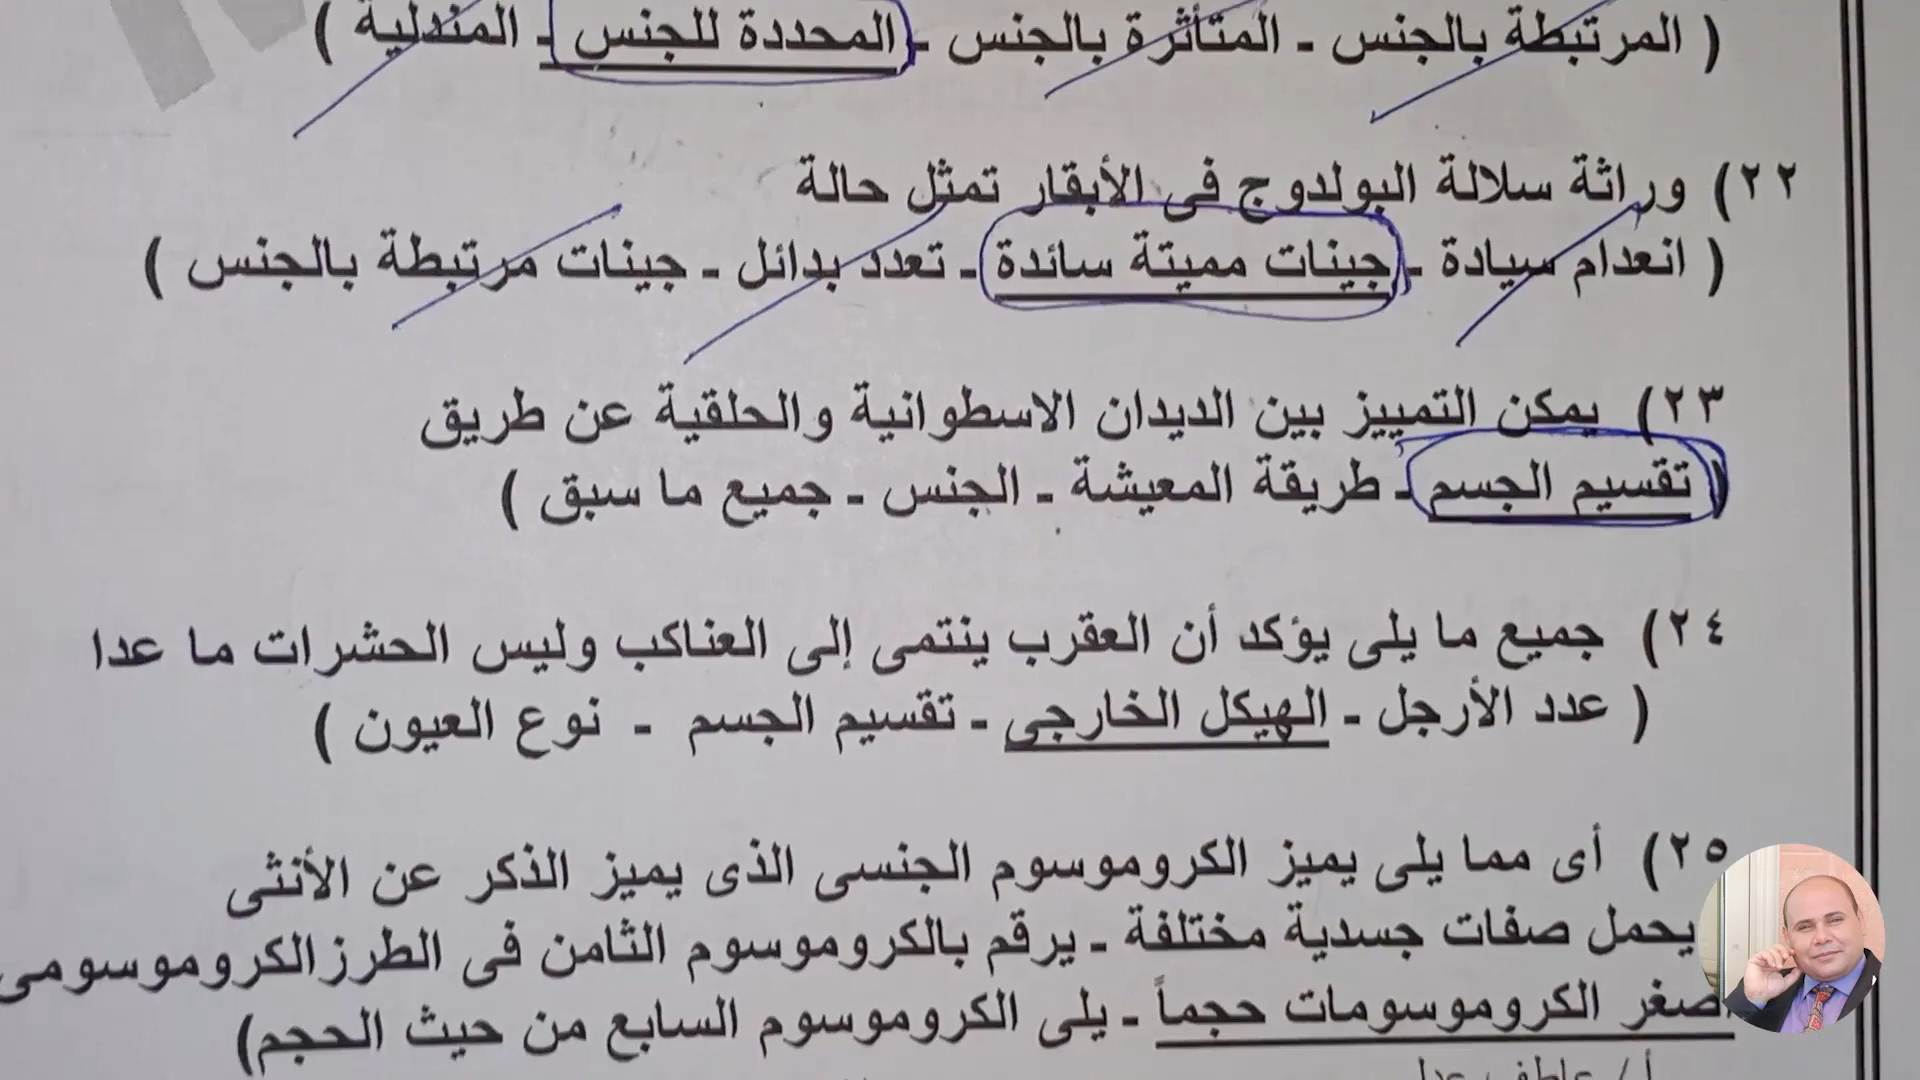 ( المرتبطة بالجنس - المتأثرة بالجنس - المحددة للجنس - المندلية )
٢٢) وراثة سلالة البولدوج فى الأبقار تمثل حالة
( انعدام سيادة - جينات مميتة سائدة - تعدد بدائل - جينات مرتبطة بالجنس )
٢٣) يمكن التمييز بين الديدان الاسطوانية والحلقية عن طريق
( تقسيم الجسم - طريقة المعيشة - الجنس - جميع ما سبق )
٢٤) جميع ما يلى يؤكد أن العقرب ينتمى إلى العناكب وليس الحشرات ما عدا
( عدد الأرجل - الهيكل الخارجى - تقسيم الجسم - نوع العيون )
٢٥) أى مما يلى يميز الكروموسوم الجنسى الذى يميز الذكر عن الأنثى
يحمل صفات جسدية مختلفة - يرقم بالكروموسوم الثامن فى الطرزالكروموسومى
أصغر الكروموسومات حجماً - يلى الكروموسوم السابع من حيث الحجم)
أ / عاطف